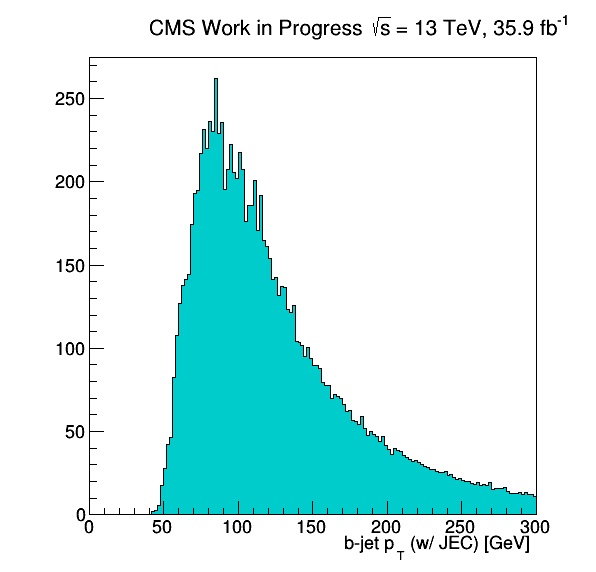 CMS Work in Progress √s = 13 TeV, 35.9 fb⁻¹
250
200
150
100
50
0
0 50 100 150 200 250 300
b-jet p_T (w/ JEC) [GeV]